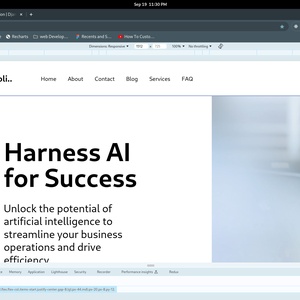 Sep 19 11:30 PM
Recharts
web Develop...
Recents and E...
How To Custo...
Dimensions: Responsive
100%
No throttling
Home
About
Contact
Blog
Services
FAQ
Harness AI
for Success
Unlock the potential of
artificial intelligence to
streamline your business
operations and drive
efficiency
Memory
Application
Lighthouse
Security
Recorder
Performance insights
Redux